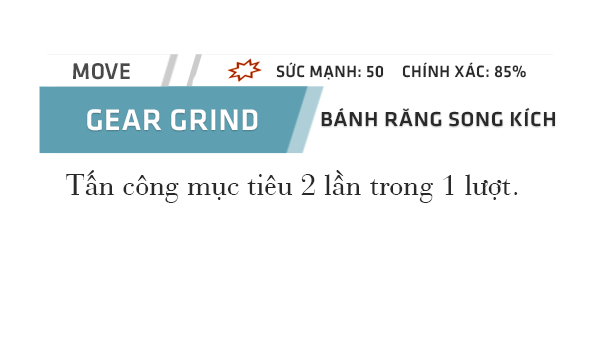 MOVE SỨC MẠNH: 50 CHÍNH XÁC: 85%
GEAR GRIND BÁNH RĂNG SONG KÍCH
Tấn công mục tiêu 2 lần trong 1 lượt.